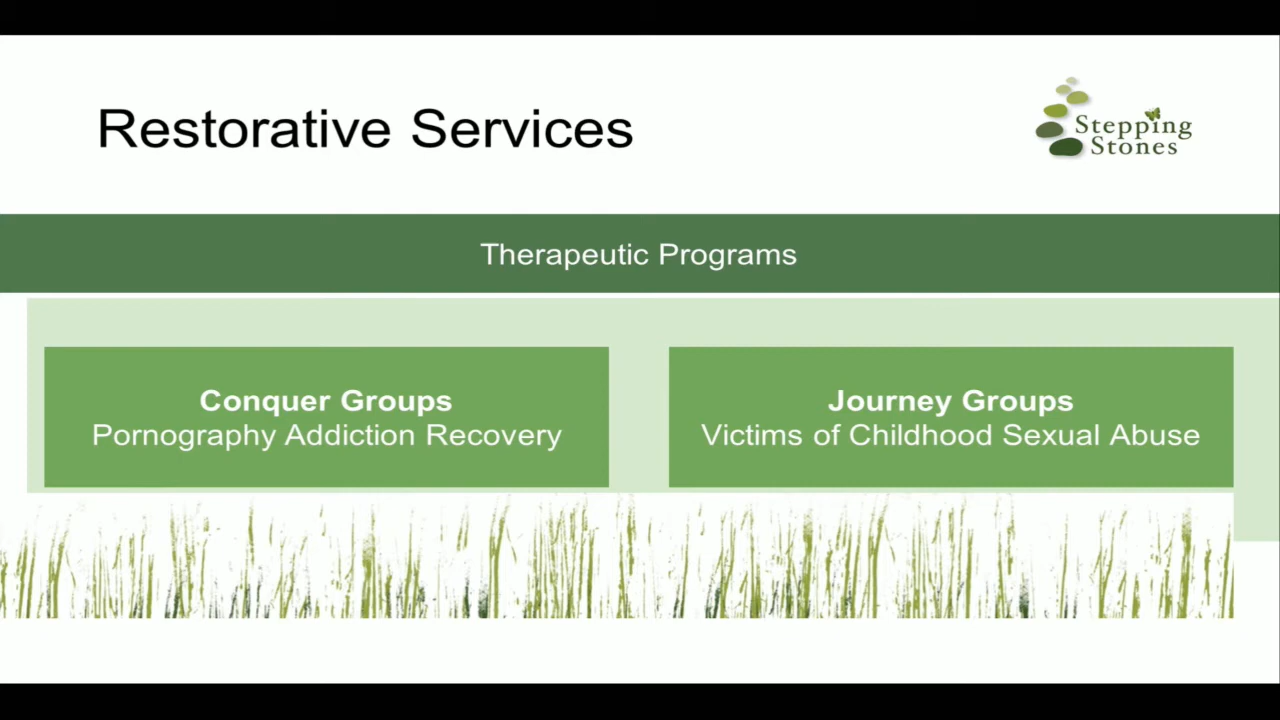 Restorative Services
Stepping
Stones
Therapeutic Programs
Conquer Groups
Pornography Addiction Recovery
Journey Groups
Victims of Childhood Sexual Abuse